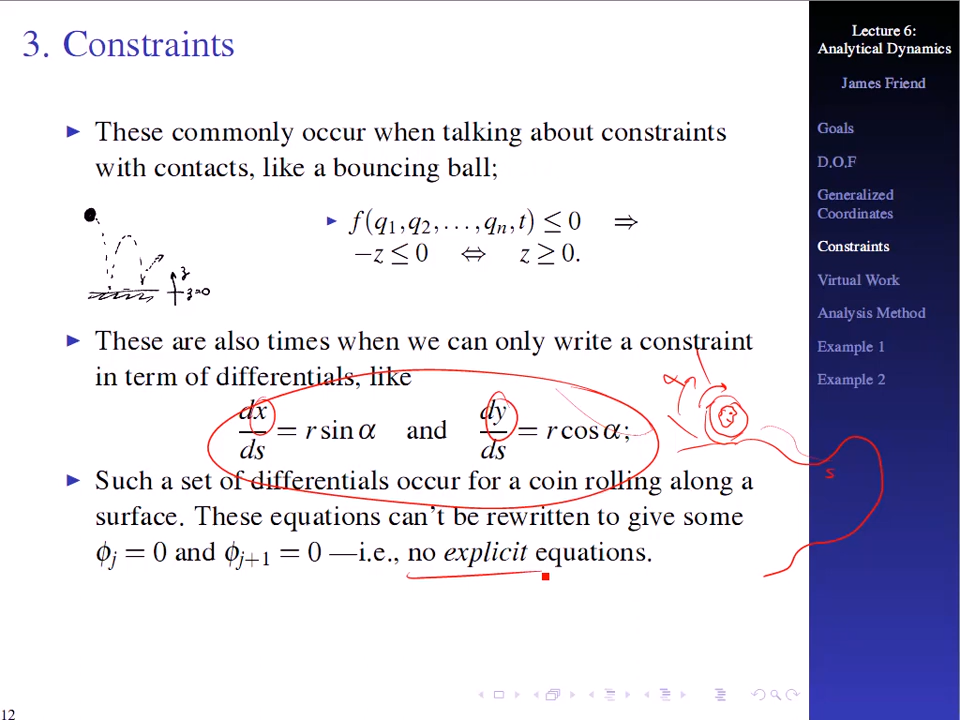 3. Constraints
These commonly occur when talking about constraints
with contacts, like a bouncing ball;
f(q₁,q₂,…,qₙ,t) ≤ 0 ⇒
−z ≤ 0 ⇔ z ≥ 0.
z
z=0
These are also times when we can only write a constraint
in term of differentials, like
dx/ds = r sin α and dy/ds = r cos α;
Such a set of differentials occur for a coin rolling along a
surface. These equations can't be rewritten to give some
ϕⱼ = 0 and ϕⱼ₊₁ = 0 —i.e., no explicit equations.
s
12
Lecture 6:
Analytical Dynamics
James Friend
Goals
D.O.F
Generalized
Coordinates
Constraints
Virtual Work
Analysis Method
Example 1
Example 2